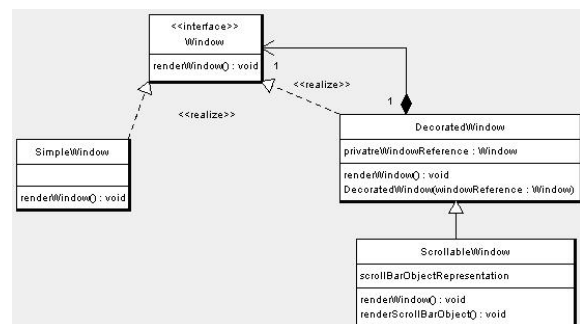 <<interface>>
Window
renderWindow() : void
1
<<realize>>
<<realize>>
1
DecoratedWindow
privatreWindowReference : Window
renderWindow() : void
DecoratedWindow(windowReference : Window)
SimpleWindow
renderWindow() : void
ScrollableWindow
scrollBarObjectRepresentation
renderWindow() : void
renderScrollBarObject() : void